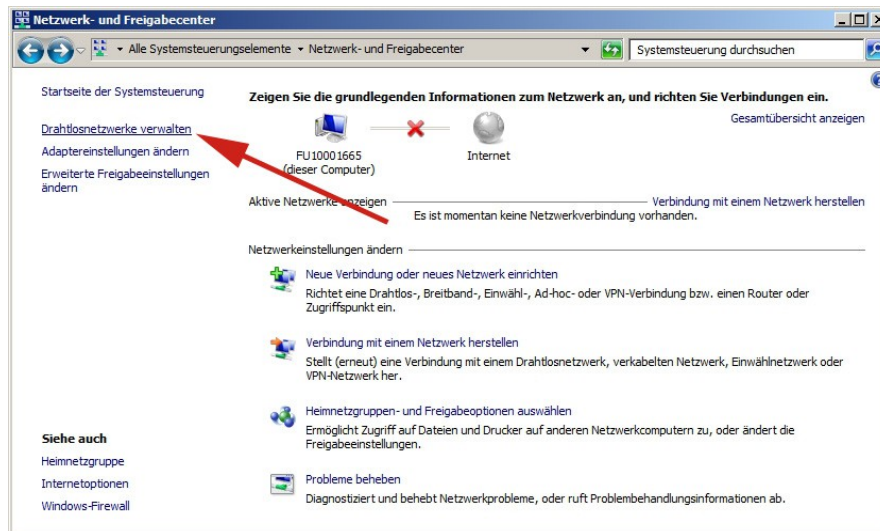 Netzwerk- und Freigabecenter
Alle Systemsteuerungselemente Netzwerk- und Freigabecenter
Systemsteuerung durchsuchen
Startseite der Systemsteuerung
Drahtlosnetzwerke verwalten
Adaptereinstellungen ändern
Erweiterte Freigabeeinstellungen
ändern
Siehe auch
Heimnetzgruppe
Internetoptionen
Windows-Firewall
Zeigen Sie die grundlegenden Informationen zum Netzwerk an, und richten Sie Verbindungen ein.
Gesamtübersicht anzeigen
FU10001665
(dieser Computer)
Internet
Aktive Netzwerke anzeigen
Verbindung mit einem Netzwerk herstellen
Es ist momentan keine Netzwerkverbindung vorhanden.
Netzwerkeinstellungen ändern
Neue Verbindung oder neues Netzwerk einrichten
Richtet eine Drahtlos-, Breitband-, Einwähl-, Ad-hoc- oder VPN-Verbindung bzw. einen Router oder
Zugriffspunkt ein.
Verbindung mit einem Netzwerk herstellen
Stellt (erneut) eine Verbindung mit einem Drahtlosnetzwerk, verkabelten Netzwerk, Einwählnetzwerk oder
VPN-Netzwerk her.
Heimnetzgruppen- und Freigabeoptionen auswählen
Ermöglicht Zugriff auf Dateien und Drucker auf anderen Netzwerkcomputern zu, oder ändert die
Freigabeeinstellungen.
Probleme beheben
Diagnostiziert und behebt Netzwerkprobleme, oder ruft Problembehandlungsinformationen ab.